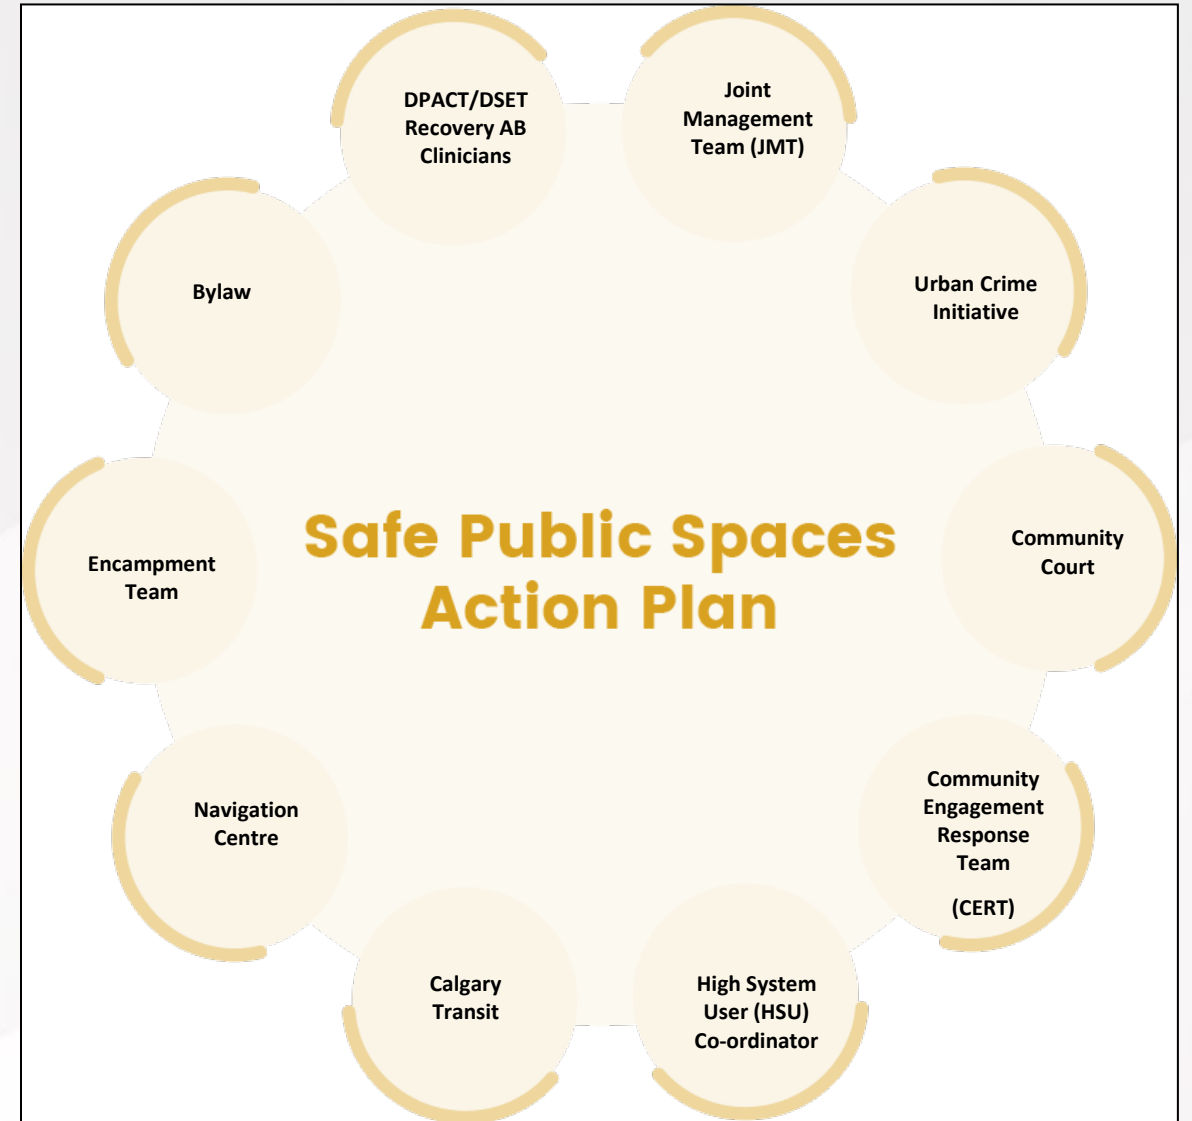 DPACT/DSET
Recovery AB
Clinicians
Joint
Management
Team (JMT)
Bylaw
Urban Crime
Initiative
Safe Public Spaces
Action Plan
Encampment
Team
Community
Court
Navigation
Centre
Community
Engagement
Response
Team
(CERT)
Calgary
Transit
High System
User (HSU)
Co-ordinator